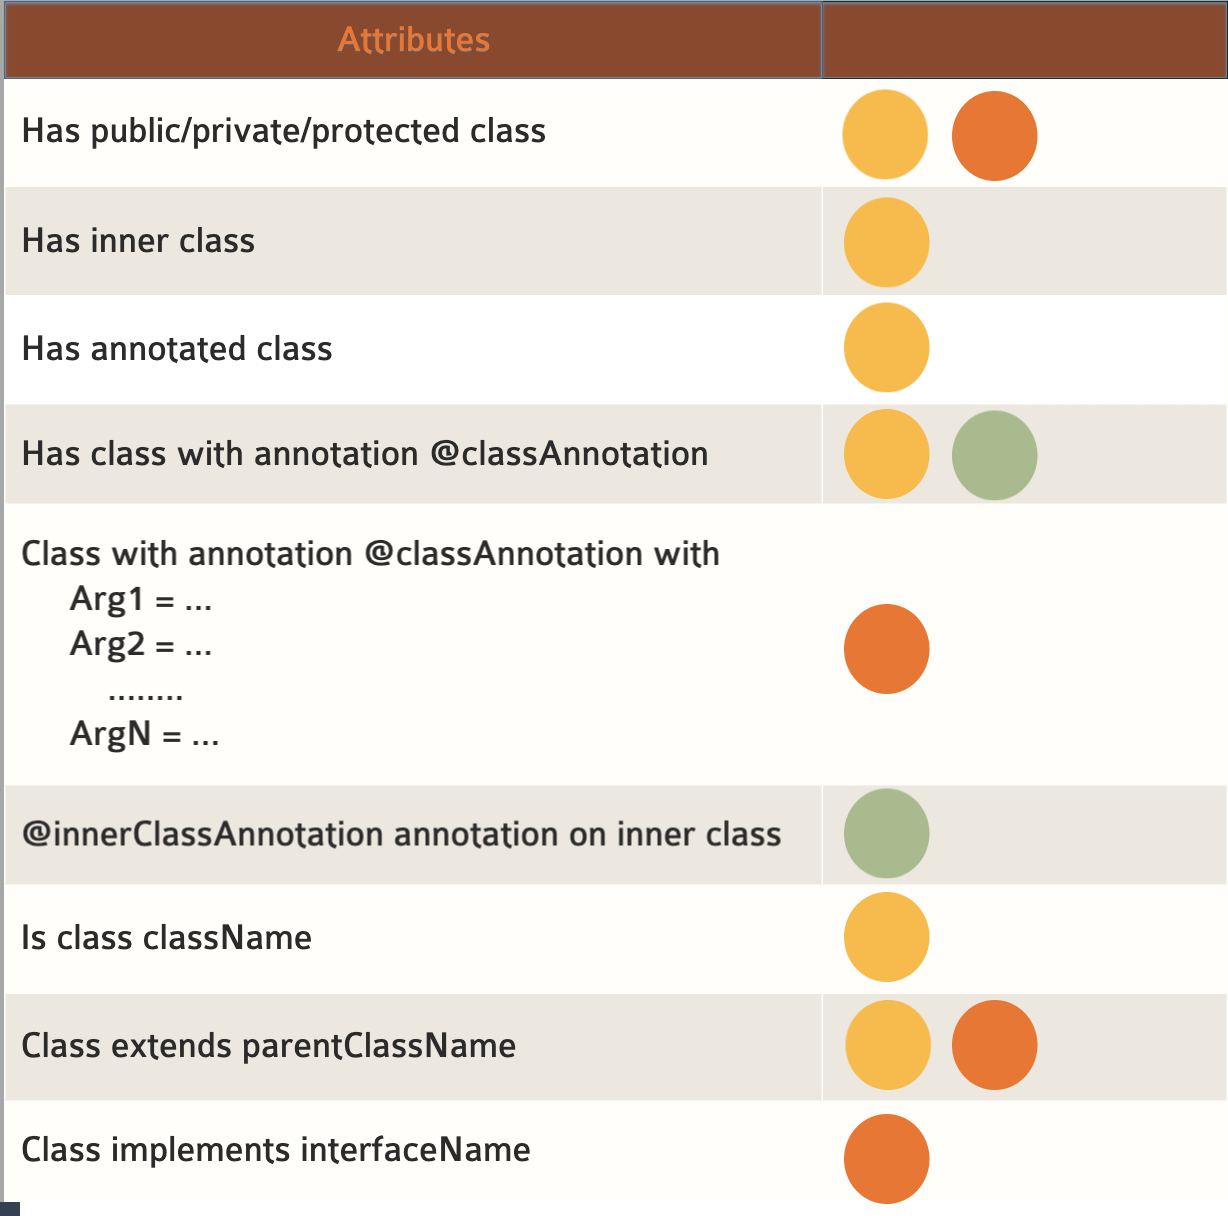 Attributes
Has public/private/protected class
Has inner class
Has annotated class
Has class with annotation @classAnnotation
Class with annotation @classAnnotation with
Arg1 = ...
Arg2 = ...
........
ArgN = ...
@innerClassAnnotation annotation on inner class
Is class className
Class extends parentClassName
Class implements interfaceName